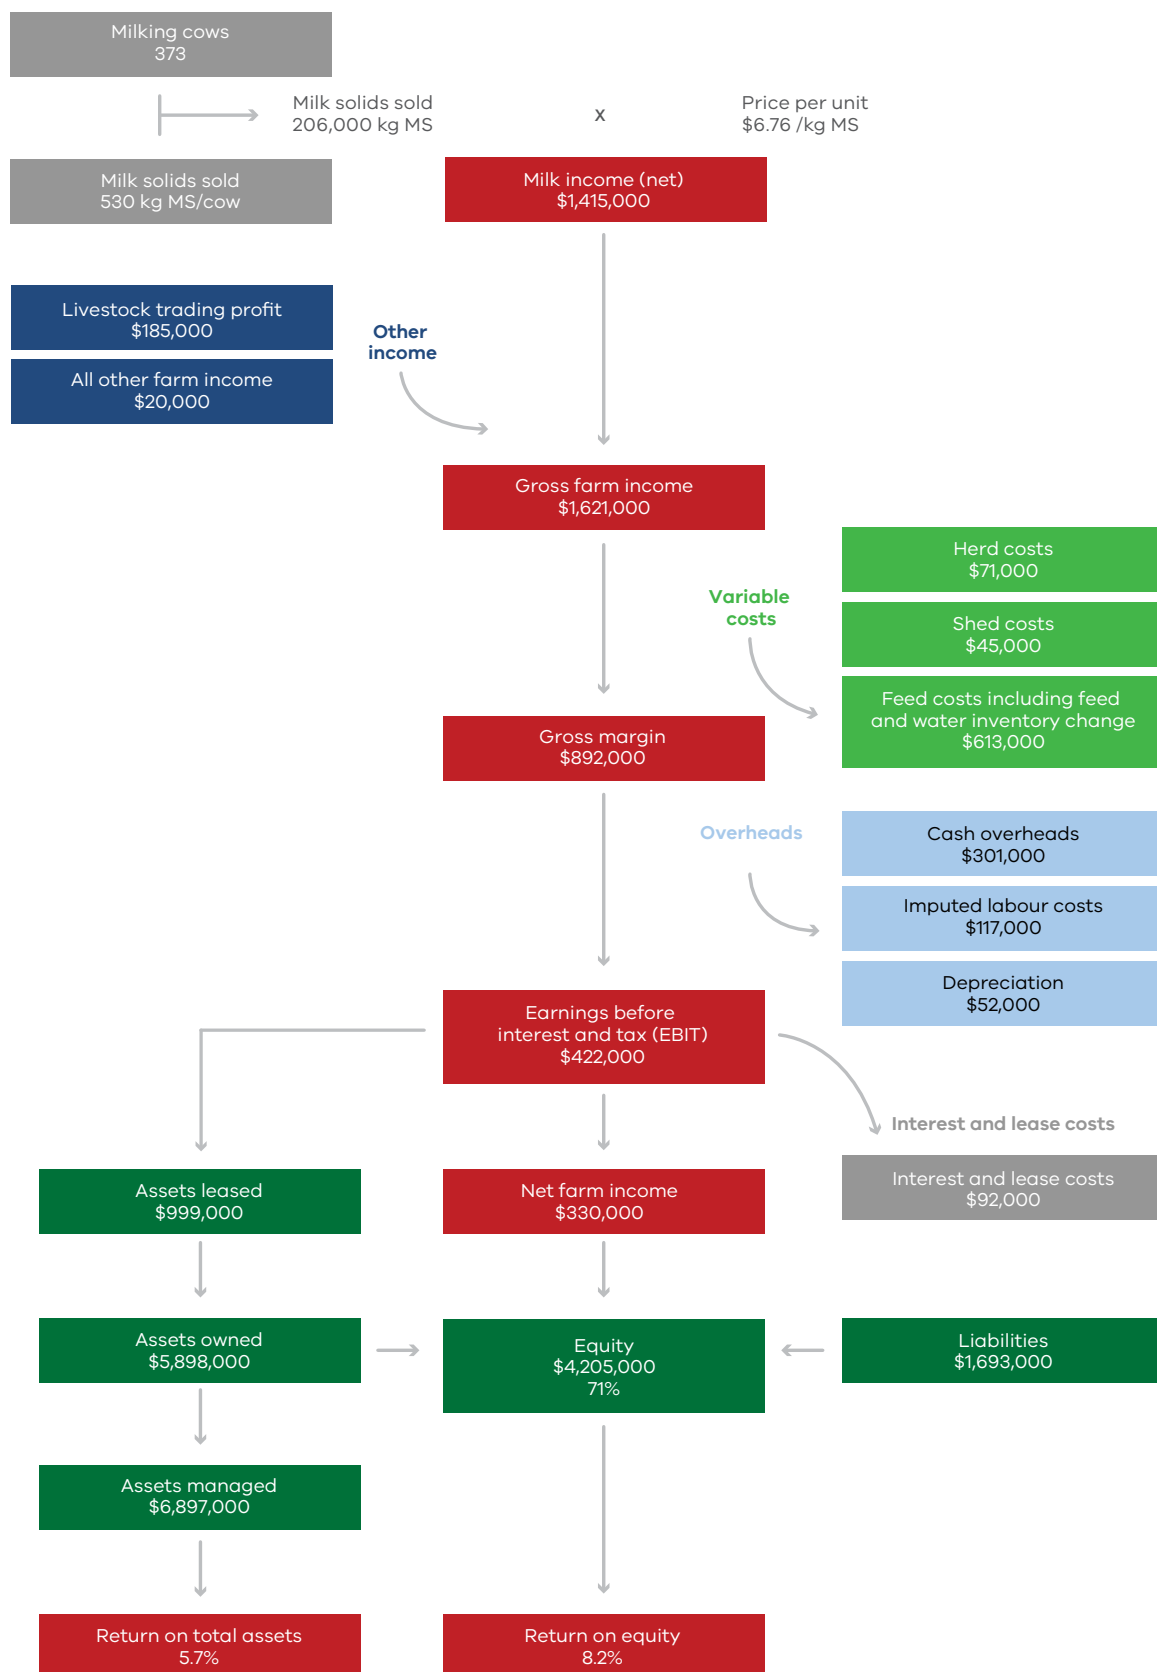 Milking cows
373
Milk solids sold
206,000 kg MS
x
Price per unit
$6.76 /kg MS
Milk solids sold
530 kg MS/cow
Milk income (net)
$1,415,000
Livestock trading profit
$185,000
All other farm income
$20,000
Other
income
Gross farm income
$1,621,000
Variable
costs
Herd costs
$71,000
Shed costs
$45,000
Feed costs including feed
and water inventory change
$613,000
Gross margin
$892,000
Overheads
Cash overheads
$301,000
Imputed labour costs
$117,000
Depreciation
$52,000
Earnings before
interest and tax (EBIT)
$422,000
Interest and lease costs
Interest and lease costs
$92,000
Assets leased
$999,000
Net farm income
$330,000
Assets owned
$5,898,000
Equity
$4,205,000
71%
Liabilities
$1,693,000
Assets managed
$6,897,000
Return on total assets
5.7%
Return on equity
8.2%